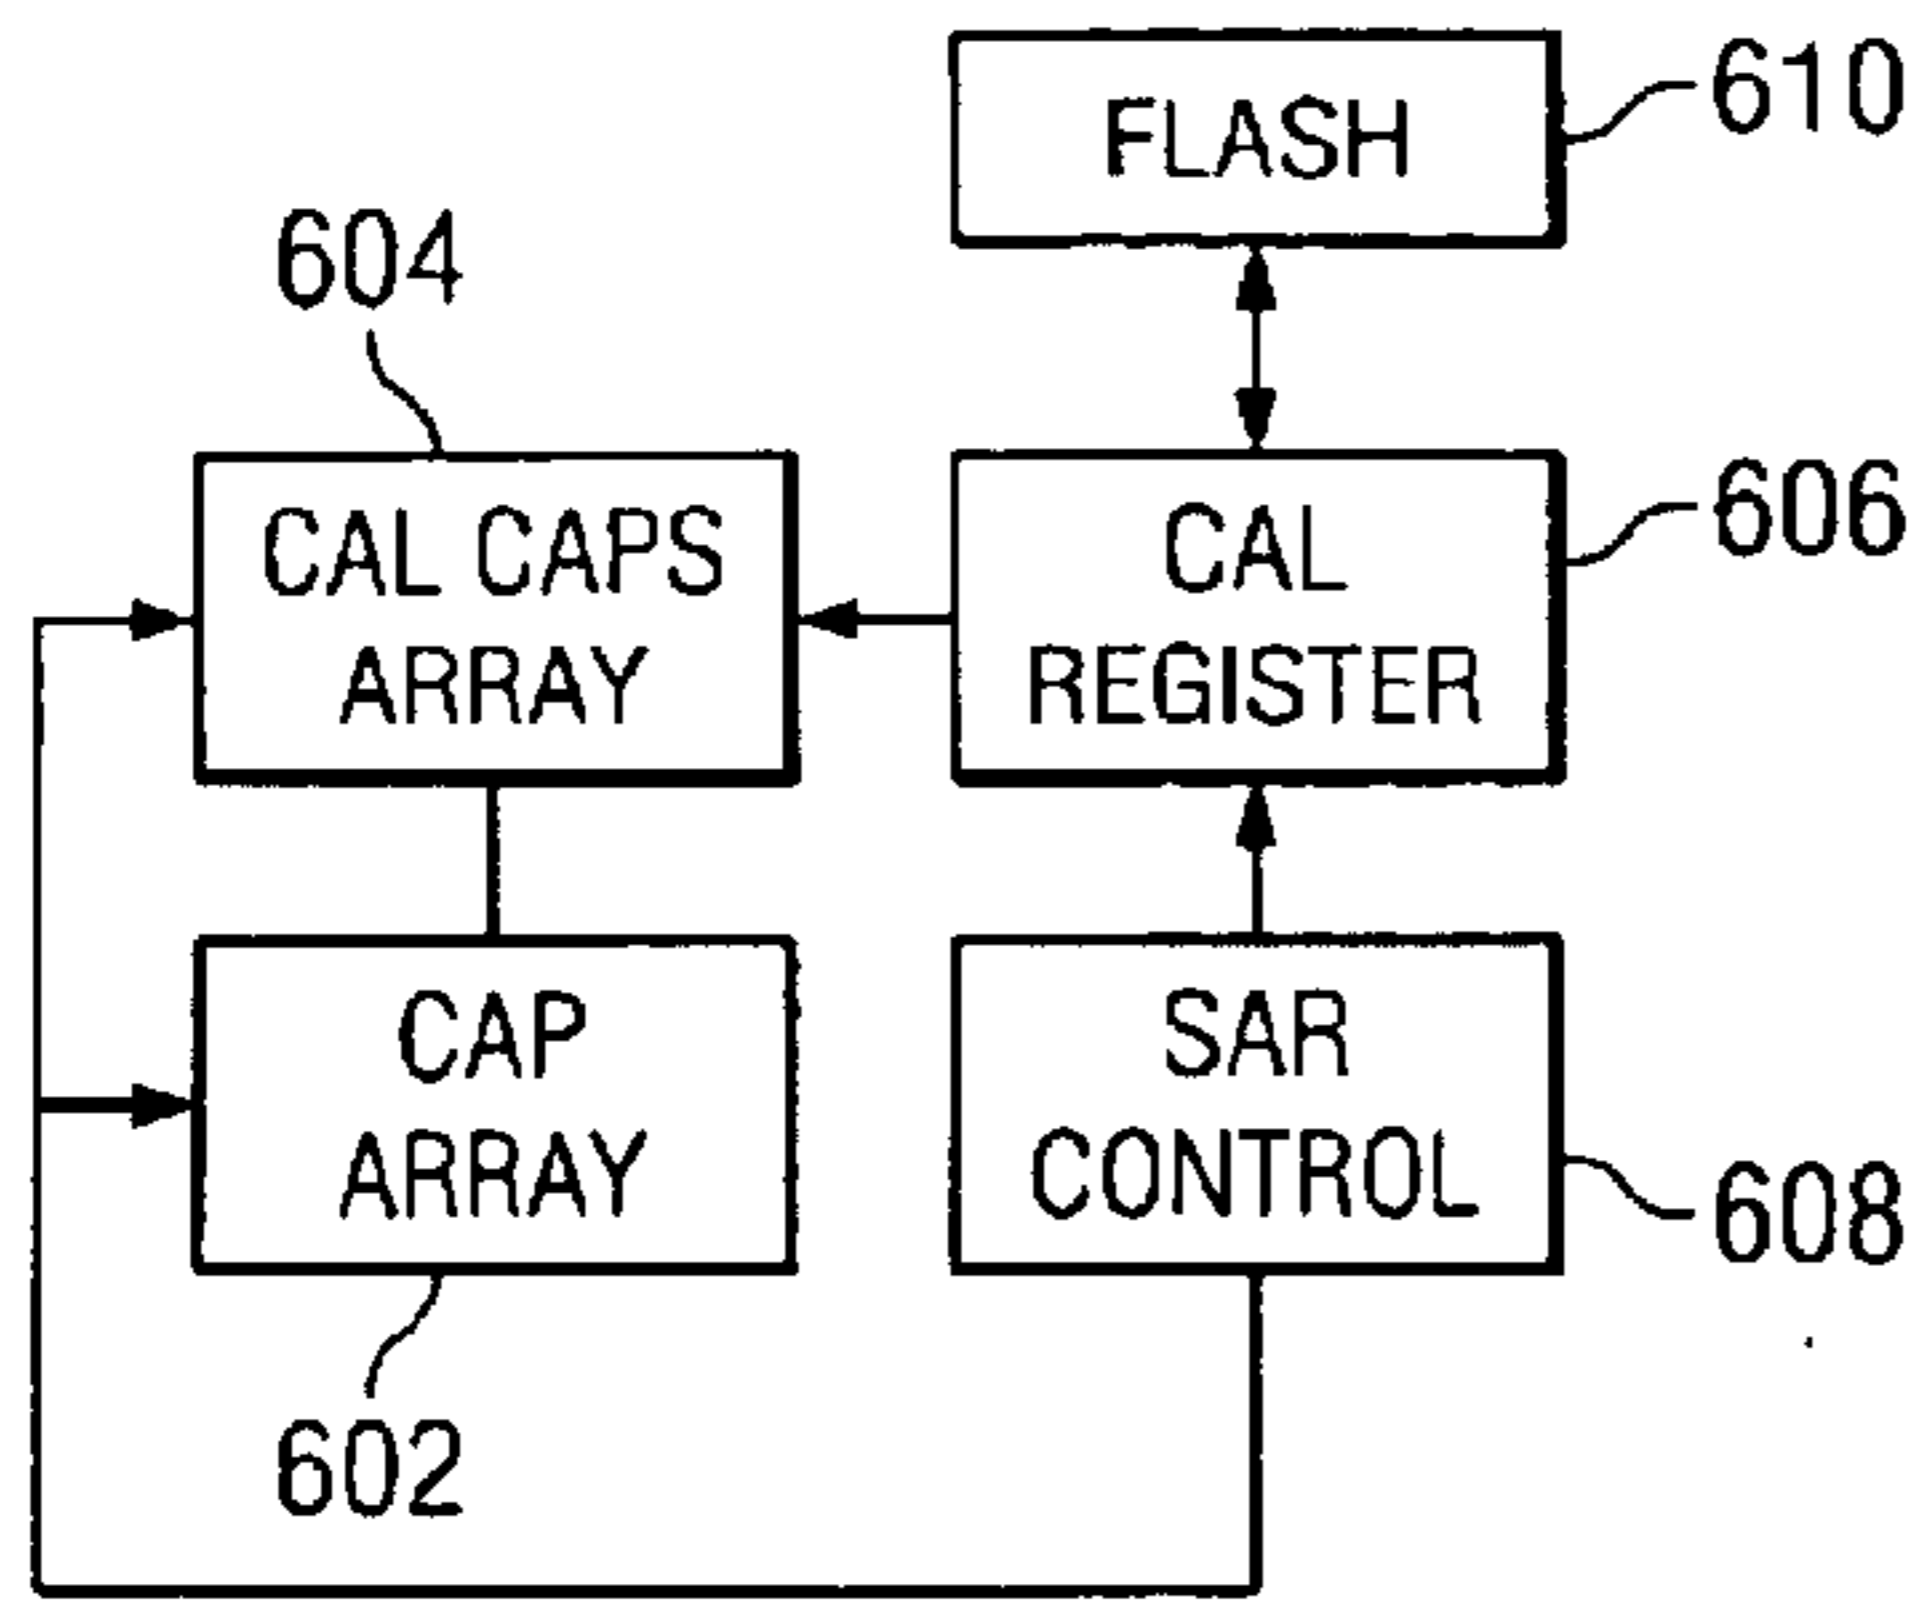 FLASH
610
604
CAL CAPS
ARRAY
CAL
REGISTER
606
CAP
ARRAY
SAR
CONTROL
608
602